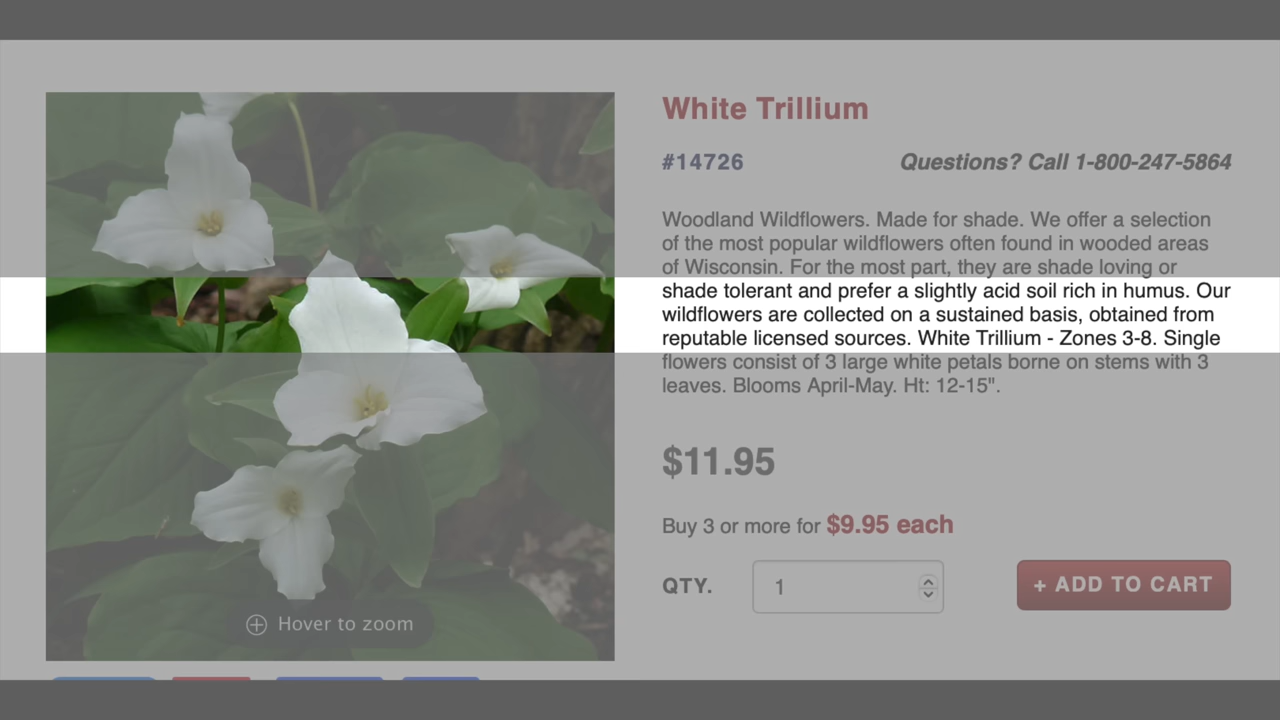 White Trillium
#14726
Questions? Call 1-800-247-5864
Woodland Wildflowers. Made for shade. We offer a selection
of the most popular wildflowers often found in wooded areas
of Wisconsin. For the most part, they are shade loving or
shade tolerant and prefer a slightly acid soil rich in humus. Our
wildflowers are collected on a sustained basis, obtained from
reputable licensed sources. White Trillium - Zones 3-8. Single
flowers consist of 3 large white petals borne on stems with 3
leaves. Blooms April-May. Ht: 12-15".
$11.95
Buy 3 or more for $9.95 each
QTY.
1
+ ADD TO CART
Hover to zoom